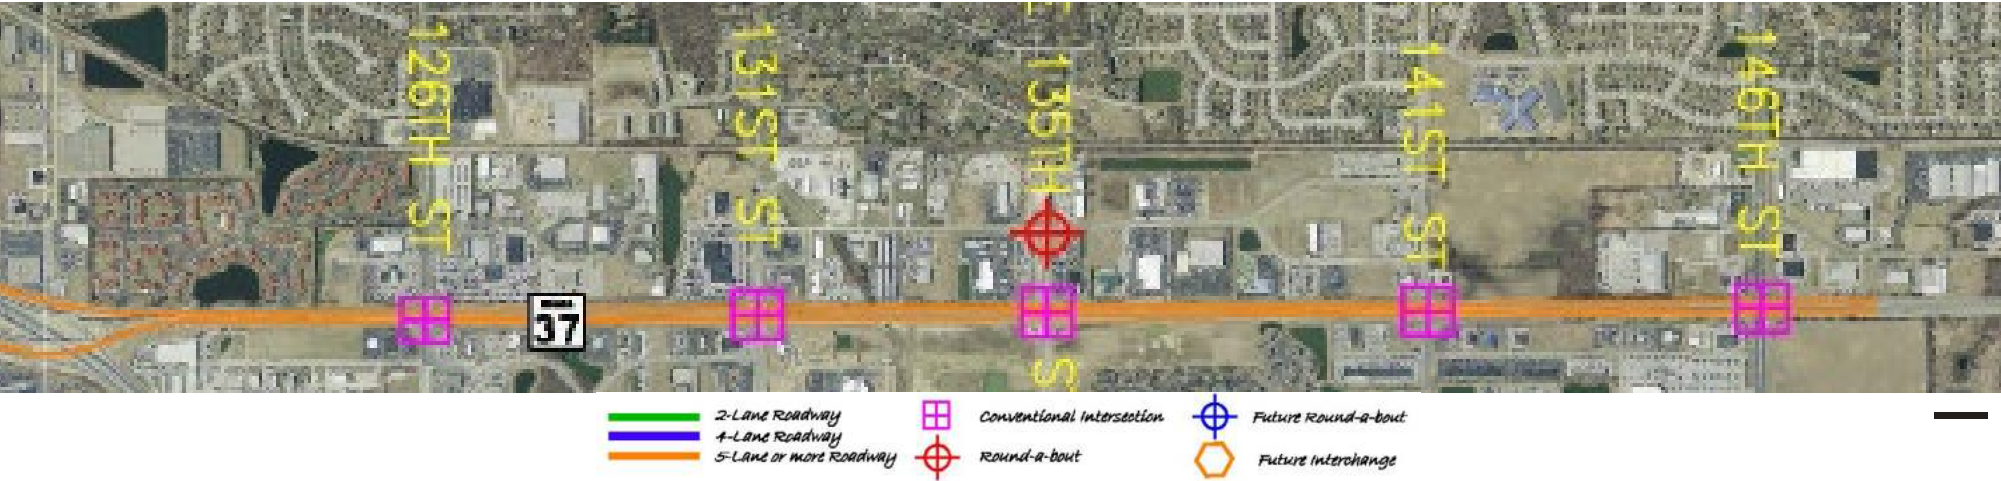 126TH ST
131ST ST
E 135TH S
141ST ST
146TH ST
37
2-Lane Roadway
4-Lane Roadway
5-Lane or more Roadway
Conventional Intersection
Round-a-bout
Future Round-a-bout
Future Interchange